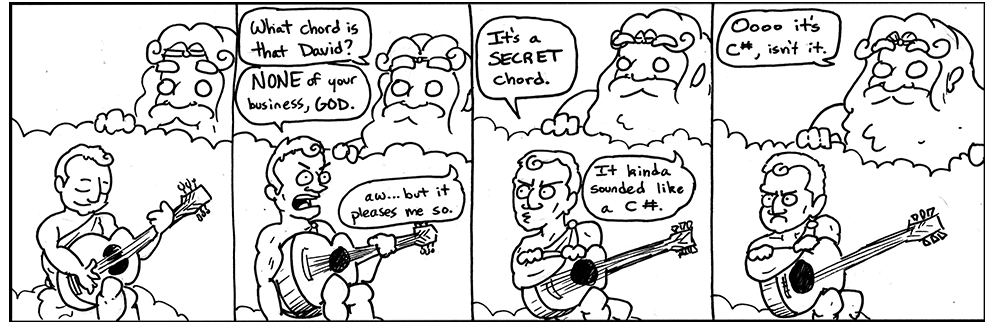 What chord is
that David?
NONE of your
business, GOD.
aw... but it
pleases me so.
It's a
SECRET
chord.
It kinda
sounded like
a C#.
Oooo it's
C#, isn't it.